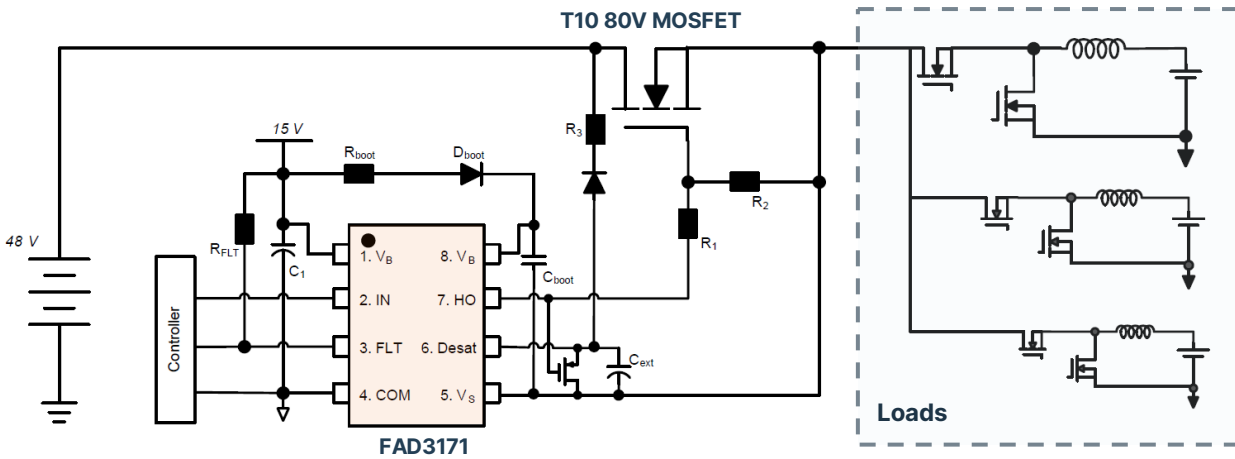 T10 80V MOSFET
15 V
Rboot
Dboot
R3
R2
48 V
RFLT
C1
R1
1. VB
8. VB
Cboot
Controller
2. IN
7. HO
3. FLT
6. Desat
Cext
4. COM
5. VS
Loads
FAD3171